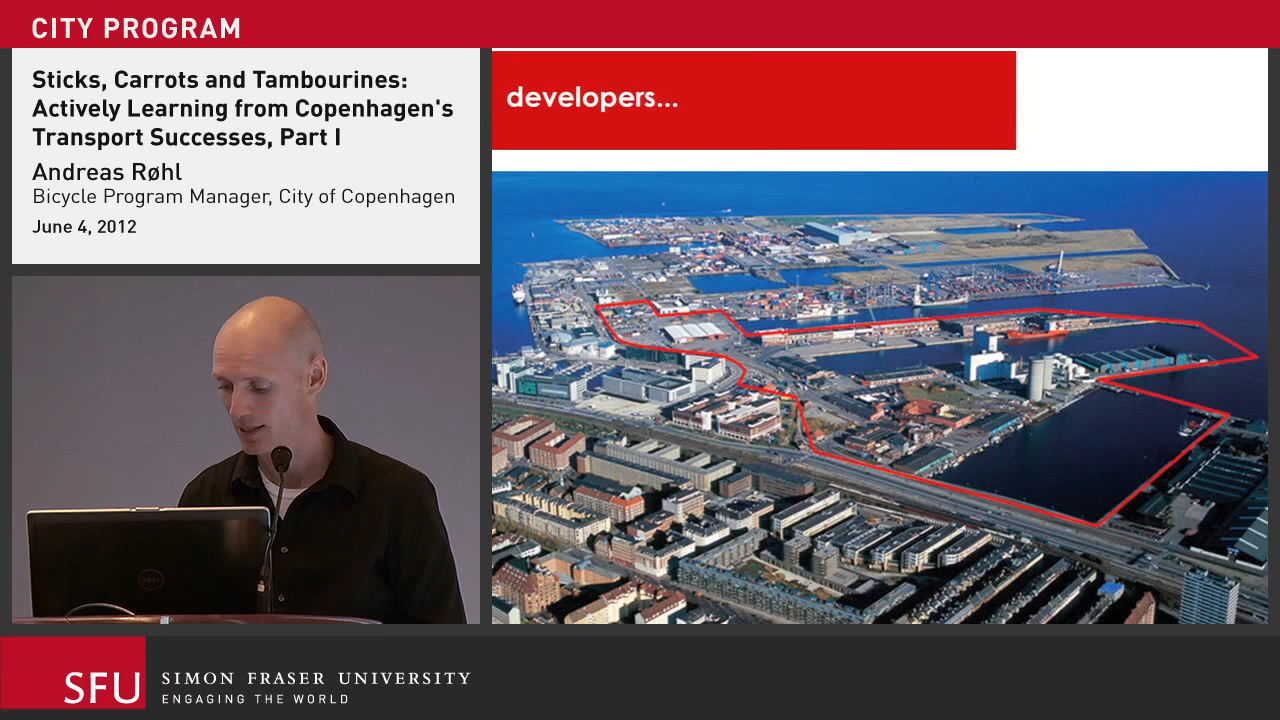 CITY PROGRAM
Sticks, Carrots and Tambourines:
Actively Learning from Copenhagen's
Transport Successes, Part I
Andreas Røhl
Bicycle Program Manager, City of Copenhagen
June 4, 2012
developers...
DELL
SFU
SIMON FRASER UNIVERSITY
ENGAGING THE WORLD